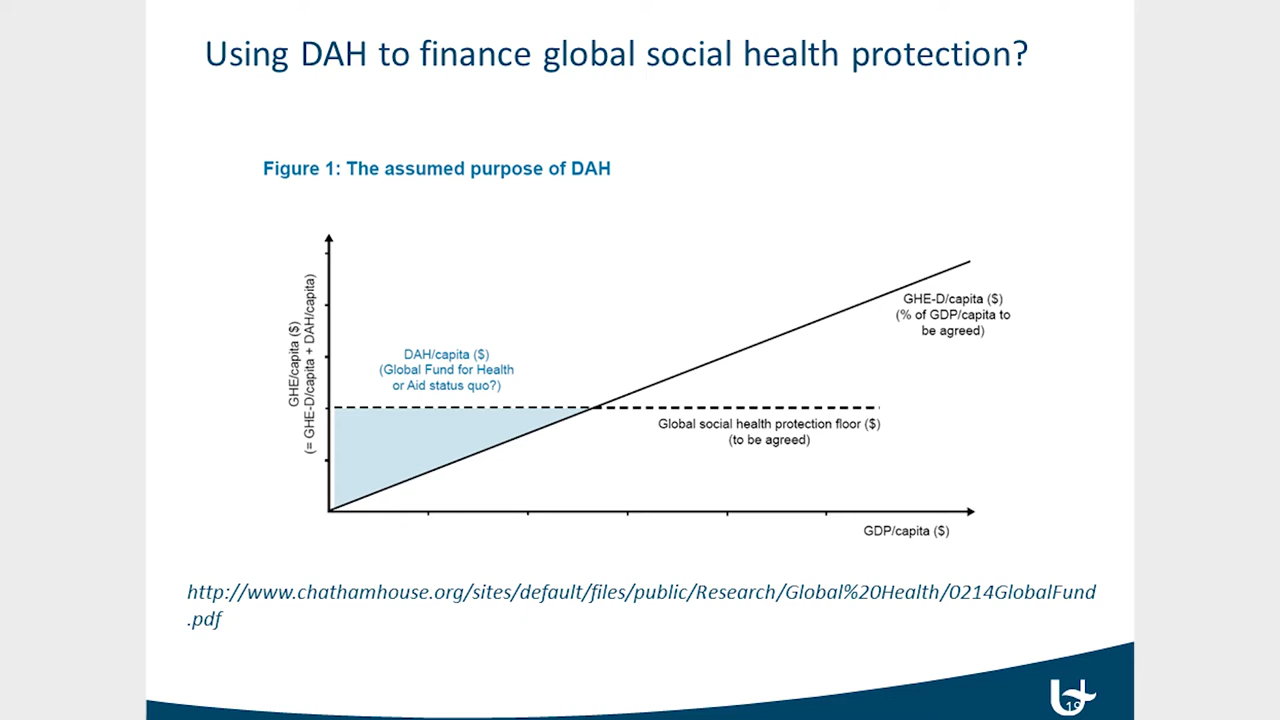 Using DAH to finance global social health protection?
Figure 1: The assumed purpose of DAH
GHE/capita ($)
(= GHE-D/capita + DAH/capita)
DAH/capita ($)
(Global Fund for Health
or Aid status quo?)
GHE-D/capita ($)
(% of GDP/capita to
be agreed)
Global social health protection floor ($)
(to be agreed)
GDP/capita ($)
http://www.chathamhouse.org/sites/default/files/public/Research/Global%20Health/0214GlobalFund
.pdf
19